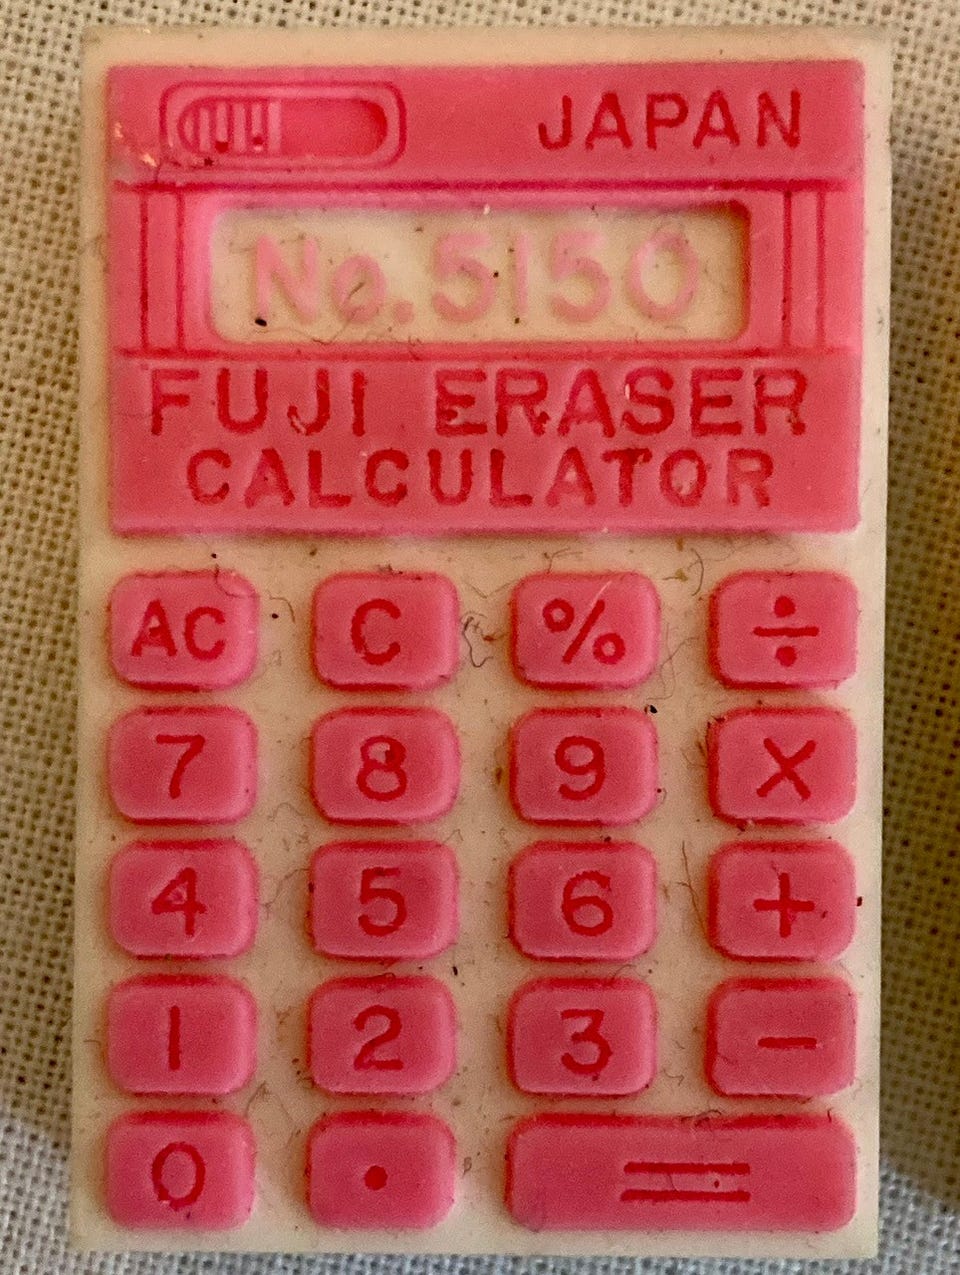 JAPAN
No.5150
FUJI ERASER
CALCULATOR
AC C % ÷
7 8 9 ×
4 5 6 +
1 2 3 −
0 . =